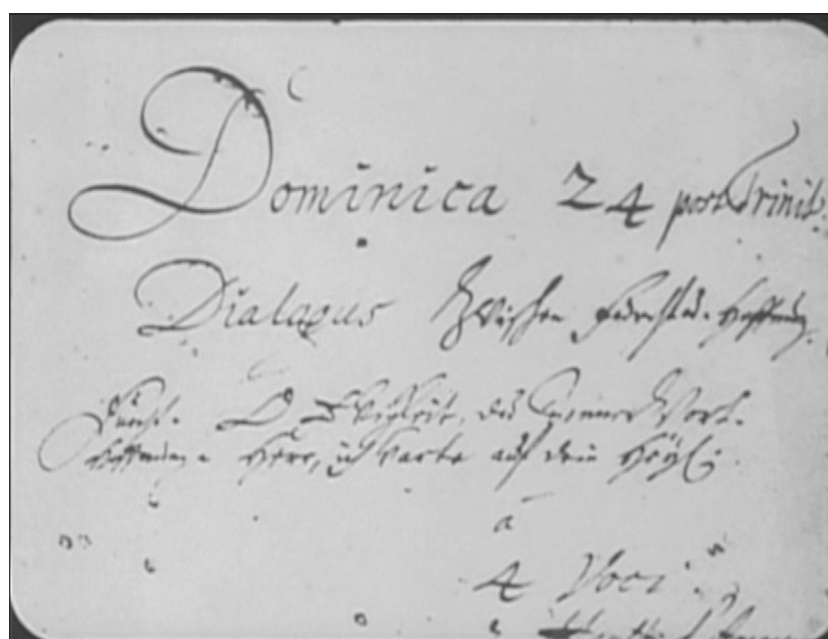 Dominica 24 post Trinit:
Dialogus Zwischen Furcht u. Hoffnung.
Furcht. O Ewigkeit, du DonnerWort.
Hoffnung. Herr, ich warte auf dein Heyl.
à
4 Voci.